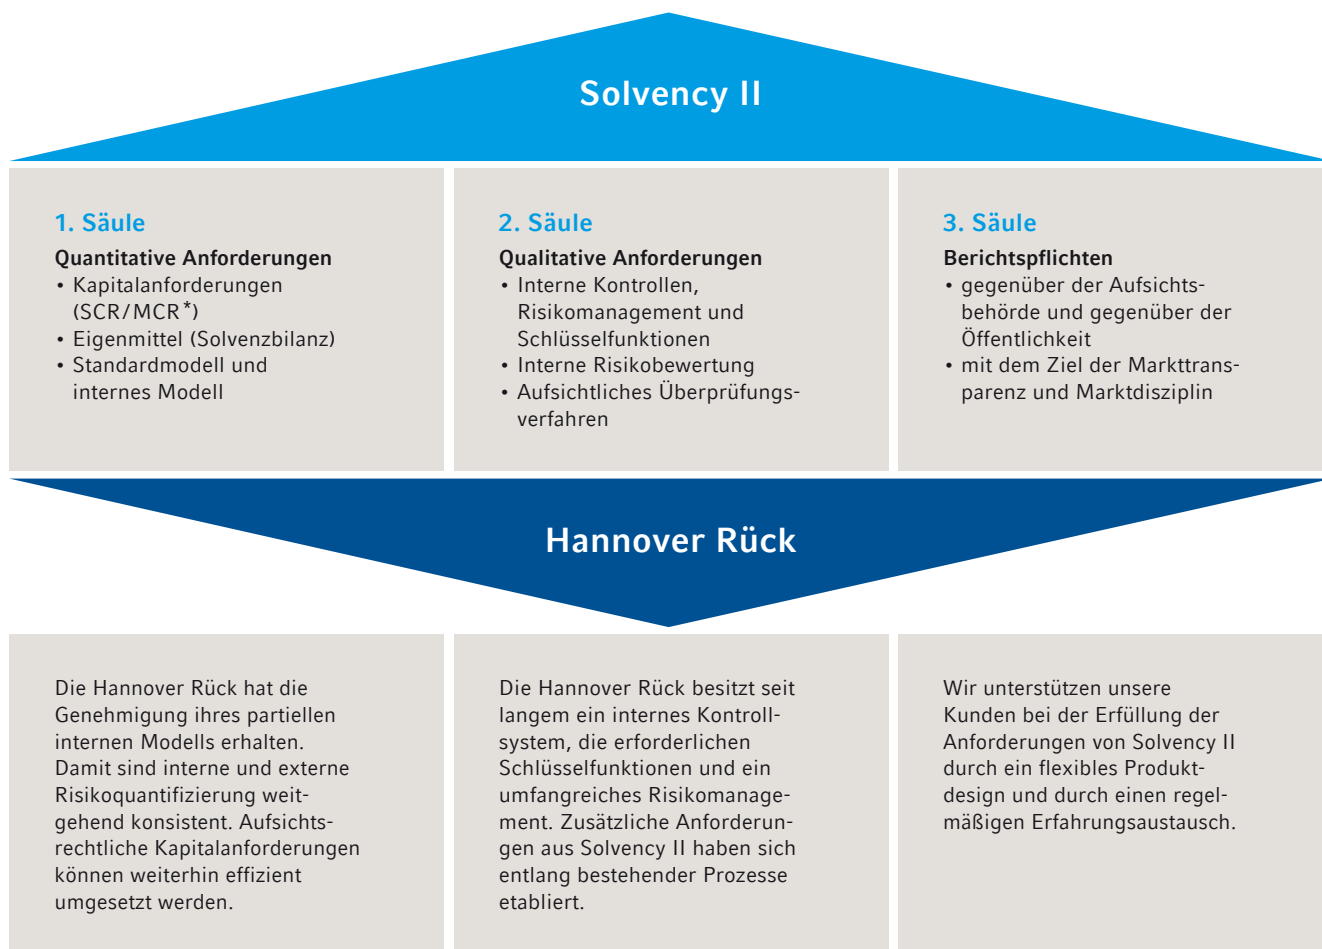 Solvency II
1. Säule
Quantitative Anforderungen
• Kapitalanforderungen
(SCR/MCR*)
• Eigenmittel (Solvenzbilanz)
• Standardmodell und
internes Modell
2. Säule
Qualitative Anforderungen
• Interne Kontrollen,
Risikomanagement und
Schlüsselfunktionen
• Interne Risikobewertung
• Aufsichtliches Überprüfungs-
verfahren
3. Säule
Berichtspflichten
• gegenüber der Aufsichts-
behörde und gegenüber der
Öffentlichkeit
• mit dem Ziel der Markttrans-
parenz und Marktdisziplin
Hannover Rück
Die Hannover Rück hat die
Genehmigung ihres partiellen
internen Modells erhalten.
Damit sind interne und externe
Risikoquantifizierung weit-
gehend konsistent. Aufsichts-
rechtliche Kapitalanforderungen
können weiterhin effizient
umgesetzt werden.
Die Hannover Rück besitzt seit
langem ein internes Kontroll-
system, die erforderlichen
Schlüsselfunktionen und ein
umfangreiches Risikomanage-
ment. Zusätzliche Anforderun-
gen aus Solvency II haben sich
entlang bestehender Prozesse
etabliert.
Wir unterstützen unsere
Kunden bei der Erfüllung der
Anforderungen von Solvency II
durch ein flexibles Produkt-
design und durch einen regel-
mäßigen Erfahrungsaustausch.